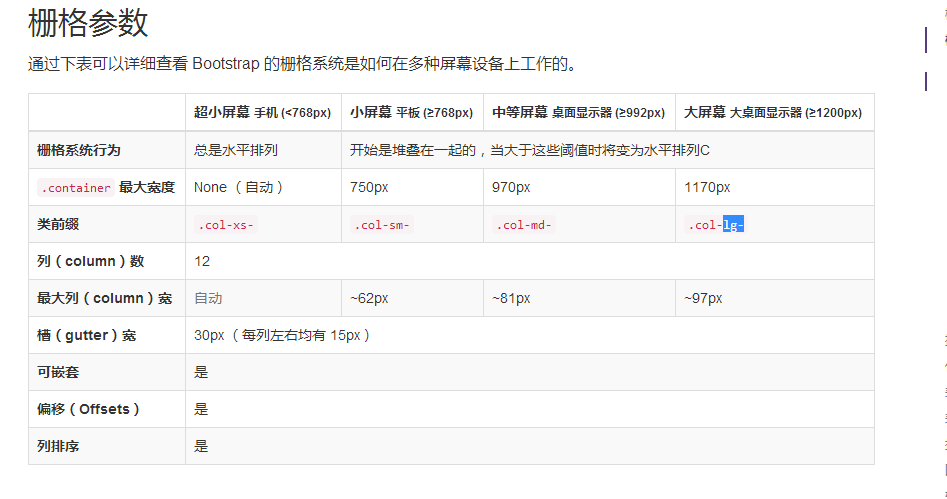 栅格参数
通过下表可以详细查看 Bootstrap 的栅格系统是如何在多种屏幕设备上工作的。
超小屏幕 手机 (<768px) 小屏幕 平板 (≥768px) 中等屏幕 桌面显示器 (≥992px) 大屏幕 大桌面显示器 (≥1200px)
栅格系统行为 总是水平排列 开始是堆叠在一起的，当大于这些阈值时将变为水平排列C
.container 最大宽度 None （自动） 750px 970px 1170px
类前缀 .col-xs- .col-sm- .col-md- .col-lg-
列（column）数 12
最大列（column）宽 自动 ~62px ~81px ~97px
槽（gutter）宽 30px （每列左右均有 15px）
可嵌套 是
偏移（Offsets） 是
列排序 是